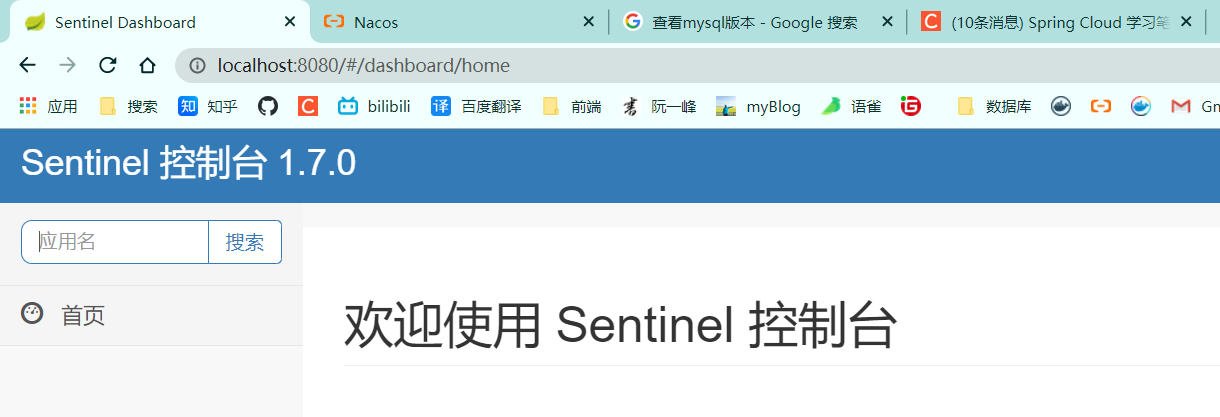 Sentinel Dashboard
Nacos
查看mysql版本 - Google 搜索
(10条消息) Spring Cloud 学习笔
localhost:8080/#/dashboard/home
应用 搜索 知 知乎 C bilibili 译 百度翻译 前端 阮一峰 myBlog 语雀 G 数据库 Gm
Sentinel 控制台 1.7.0
应用名 搜索
首页
欢迎使用 Sentinel 控制台